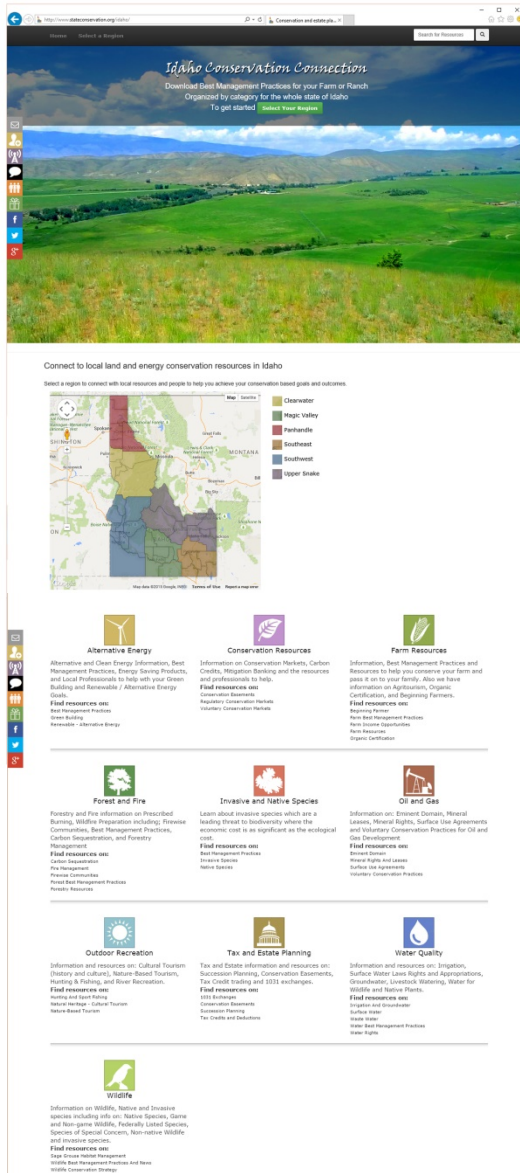 http://www.stateconservation.org/idaho/
Conservation and estate pla...
Home Select a Region
Search for Resources
Idaho Conservation Connection
Download Best Management Practices for your Farm or Ranch
Organized by category for the whole state of Idaho
To get started Select Your Region
Connect to local land and energy conservation resources in Idaho
Select a region to connect with local resources and people to help you achieve your conservation based goals and outcomes.
Map Satellite
Spokane
Great Falls
MONTANA
Missoula
Map data ©2015 Google, INEGI Terms of Use Report a map error
Clearwater
Magic Valley
Panhandle
Southeast
Southwest
Upper Snake
Alternative Energy
Alternative and Clean Energy Information, Best
Management Practices, Energy Saving Products,
and Local Professionals to help with your Green
Building and Renewable / Alternative Energy
Goals.
Find resources on:
Best Management Practices
Green Building
Renewable - Alternative Energy
Conservation Resources
Information on Conservation Markets, Carbon
Credits, Mitigation Banking and the resources
and professionals to help.
Find resources on:
Conservation Easements
Regulatory Conservation Markets
Voluntary Conservation Markets
Farm Resources
Information, Best Management Practices and
Resources to help you conserve your farm and
pass it on to your family. Also we have
information on Agritourism, Organic
Certification, and Beginning Farmers.
Find resources on:
Beginning Farmer
Farm Best Management Practices
Farm Income Opportunities
Farm Resources
Organic Certification
Forest and Fire
Forestry and Fire information on Prescribed
Burning, Wildfire Preparation including; Firewise
Communities, Best Management Practices,
Carbon Sequestration, and Forestry
Management
Find resources on:
Carbon Sequestration
Fire Management
Firewise Communities
Forest Best Management Practices
Forestry Resources
Invasive and Native Species
Learn about invasive species which are a
leading threat to biodiversity where the
economic cost is as significant as the ecological
cost.
Find resources on:
Best Management Practices
Invasive Species
Native Species
Oil and Gas
Information on: Eminent Domain, Mineral
Leases, Mineral Rights, Surface Use Agreements
and Voluntary Conservation Practices for Oil and
Gas Development
Find resources on:
Eminent Domain
Mineral Rights And Leases
Surface Use Agreements
Voluntary Conservation Practices
Outdoor Recreation
Information and resources on: Cultural Tourism
(history and culture), Nature-Based Tourism,
Hunting & Fishing, and River Recreation.
Find resources on:
Hunting And Sport Fishing
Natural Heritage - Cultural Tourism
Nature-Based Tourism
Tax and Estate Planning
Tax and Estate information and resources on:
Succession Planning, Conservation Easements,
Tax Credit trading and 1031 exchanges.
Find resources on:
1031 Exchanges
Conservation Easements
Succession Planning
Tax Credits and Deductions
Water Quality
Information and resources on: Irrigation,
Surface Water Laws Rights and Appropriations,
Groundwater, Livestock Watering, Water for
Wildlife and Native Plants.
Find resources on:
Irrigation And Groundwater
Surface Water
Waste Water
Water Best Management Practices
Water Rights
Wildlife
Information on Wildlife, Native and Invasive
species including info on: Native Species, Game
and Non-game Wildlife, Federally Listed Species,
Species of Special Concern, Non-native Wildlife
and invasive species.
Find resources on:
Sage Grouse Habitat Management
Wildlife Best Management Practices And News
Wildlife Conservation Strategy